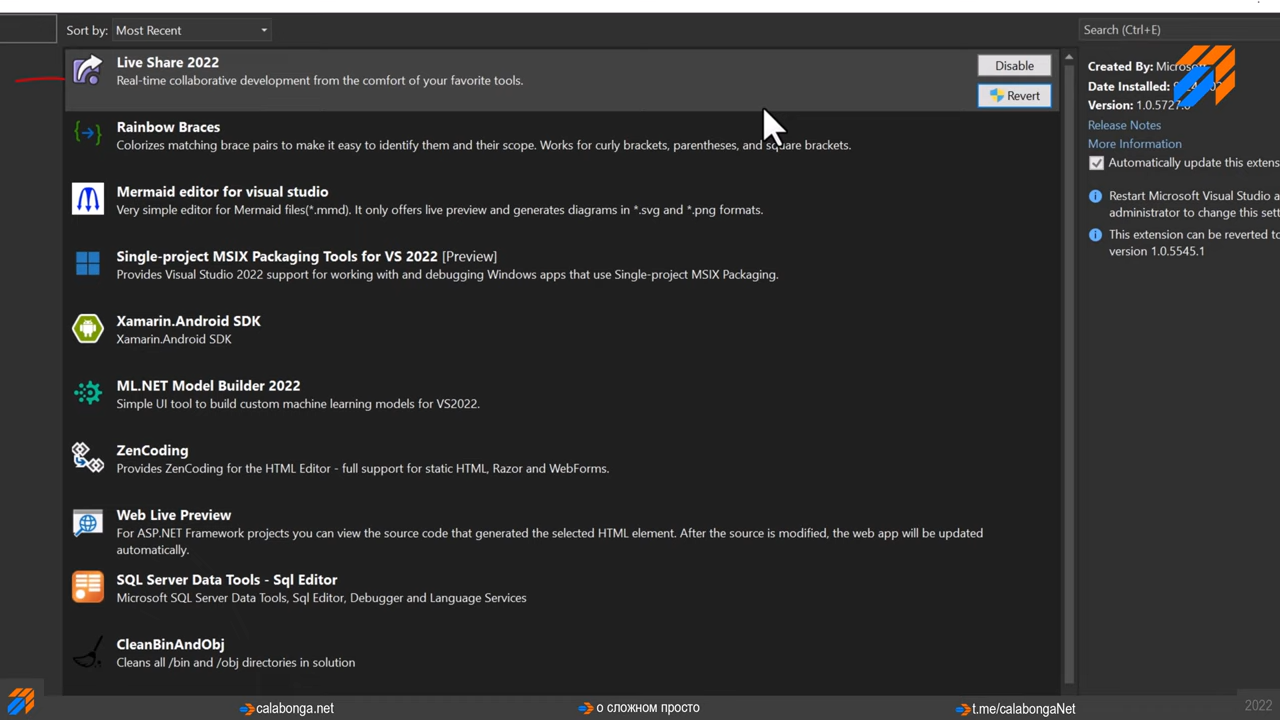 Sort by: Most Recent
Search (Ctrl+E)
Live Share 2022
Real-time collaborative development from the comfort of your favorite tools.
Disable
Revert
Created By: Microsoft
Date Installed:
Version: 1.0.5727.
Release Notes
More Information
Automatically update this extens
Restart Microsoft Visual Studio a
administrator to change this sett
This extension can be reverted to
version 1.0.5545.1
Rainbow Braces
Colorizes matching brace pairs to make it easy to identify them and their scope. Works for curly brackets, parentheses, and square brackets.
Mermaid editor for visual studio
Very simple editor for Mermaid files(*.mmd). It only offers live preview and generates diagrams in *.svg and *.png formats.
Single-project MSIX Packaging Tools for VS 2022 [Preview]
Provides Visual Studio 2022 support for working with and debugging Windows apps that use Single-project MSIX Packaging.
Xamarin.Android SDK
Xamarin.Android SDK
ML.NET Model Builder 2022
Simple UI tool to build custom machine learning models for VS2022.
ZenCoding
Provides ZenCoding for the HTML Editor - full support for static HTML, Razor and WebForms.
Web Live Preview
For ASP.NET Framework projects you can view the source code that generated the selected HTML element. After the source is modified, the web app will be updated
automatically.
SQL Server Data Tools - Sql Editor
Microsoft SQL Server Data Tools, Sql Editor, Debugger and Language Services
CleanBinAndObj
Cleans all /bin and /obj directories in solution
calabonga.net
о сложном просто
t.me/calabongaNet
2022